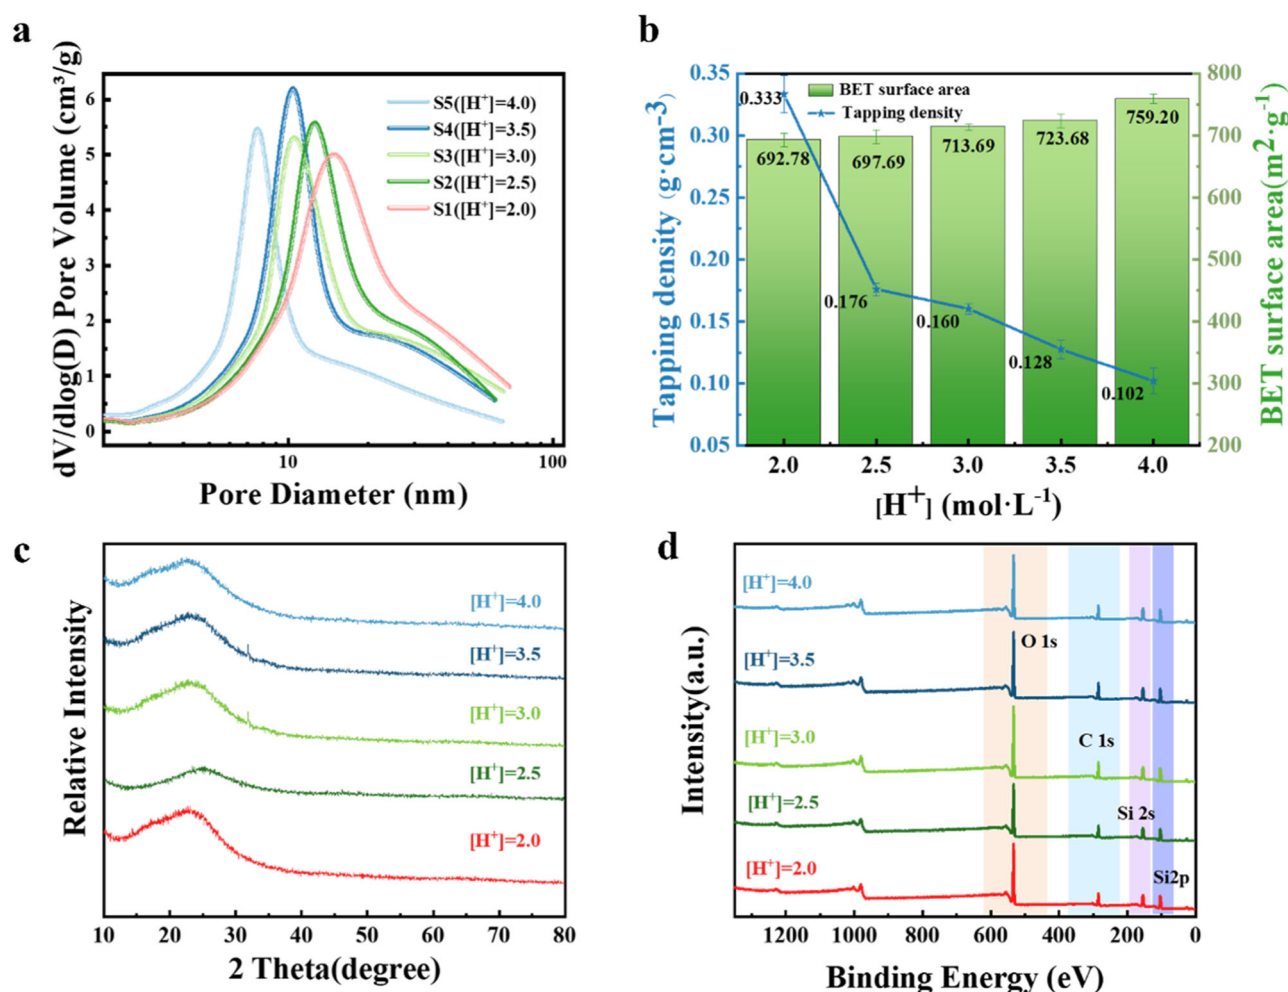 a
dV/dlog(D) Pore Volume (cm³/g)
6
5
4
3
2
1
0
S5([H⁺]=4.0)
S4([H⁺]=3.5)
S3([H⁺]=3.0)
S2([H⁺]=2.5)
S1([H⁺]=2.0)
10
100
Pore Diameter (nm)
b
Tapping density (g·cm-3)
0.35
0.30
0.25
0.20
0.15
0.10
0.05
BET surface area
Tapping density
0.333
0.176
0.160
0.128
0.102
692.78
697.69
713.69
723.68
759.20
800
700
600
500
400
300
200
BET surface area(m²·g⁻¹)
2.0
2.5
3.0
3.5
4.0
[H⁺] (mol·L⁻¹)
c
Relative Intensity
[H⁺]=4.0
[H⁺]=3.5
[H⁺]=3.0
[H⁺]=2.5
[H⁺]=2.0
10
20
30
40
50
60
70
80
2 Theta(degree)
d
Intensity(a.u.)
[H⁺]=4.0
[H⁺]=3.5
[H⁺]=3.0
[H⁺]=2.5
[H⁺]=2.0
O 1s
C 1s
Si 2s
Si2p
1200
1000
800
600
400
200
0
Binding Energy (eV)